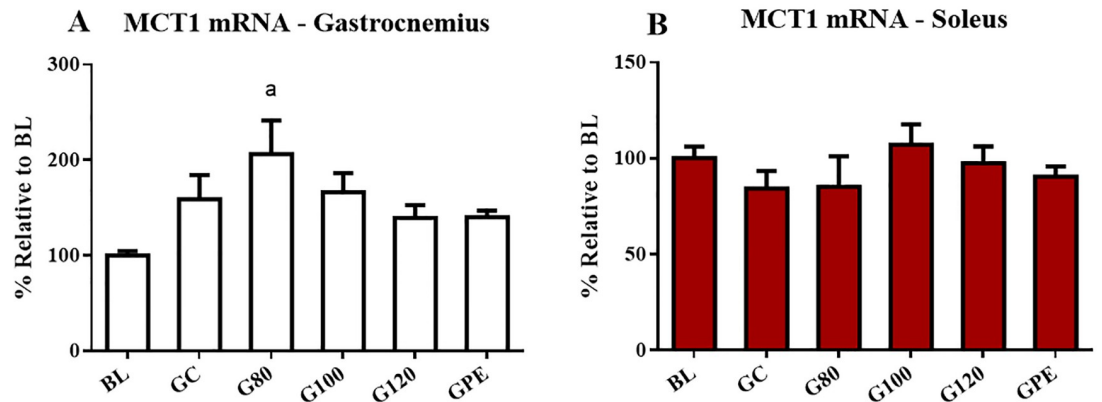 A MCT1 mRNA - Gastrocnemius
% Relative to BL
300
200
100
0
a
BL GC G80 G100 G120 GPE
B MCT1 mRNA - Soleus
% Relative to BL
150
100
50
0
BL GC G80 G100 G120 GPE